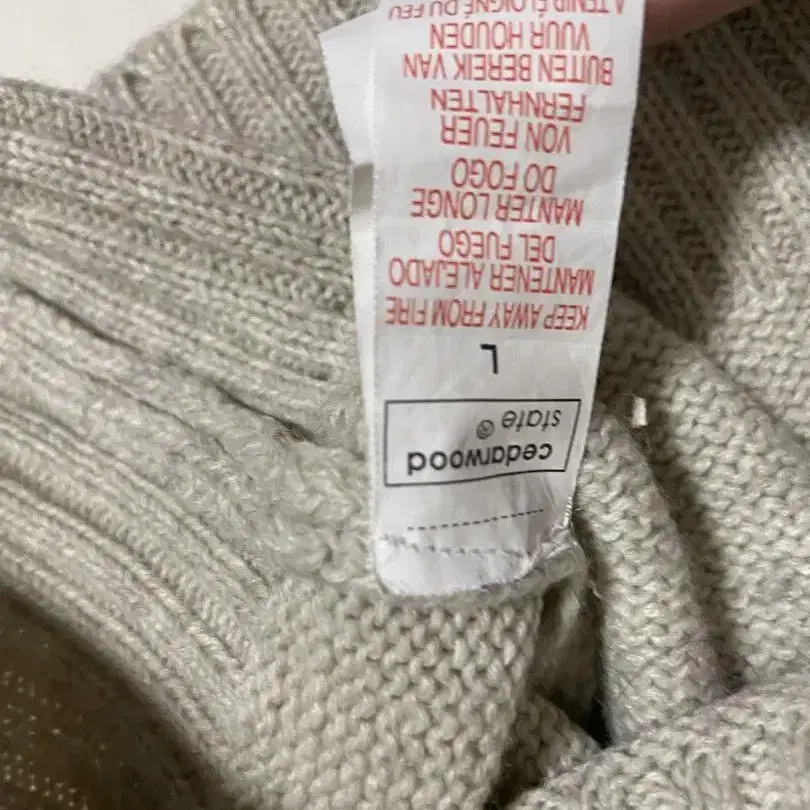 cedarwood
state®
L
KEEP AWAY FROM FIRE
MANTENER ALEJADO
DEL FUEGO
MANTER LONGE
DO FOGO
VON FEUER
FERNHALTEN
BUITEN BEREIK VAN
VUUR HOUDEN
A TENIR ÉLOIGNÉ DU FEU